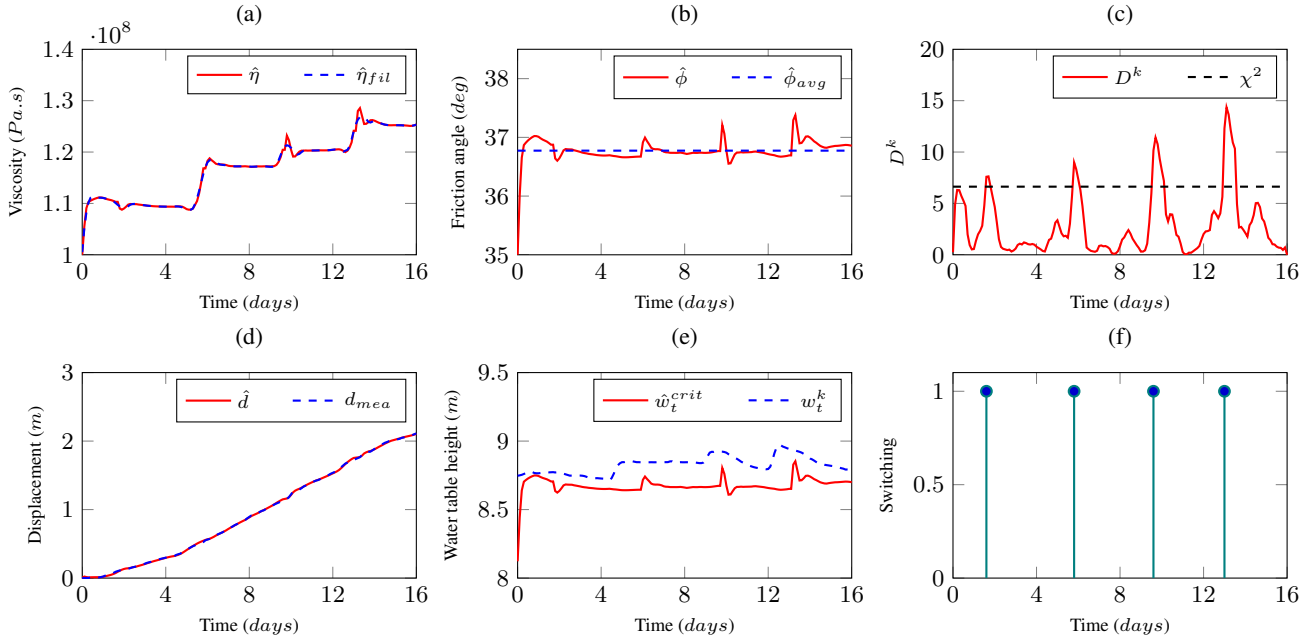 (a)
·10^8
1.4
1.3
1.2
1.1
1
0 4 8 12 16
Viscosity (Pa.s)
Time (days)
η̂ η̂_fil
(b)
38
37
36
35
0 4 8 12 16
Friction angle (deg)
Time (days)
ϕ̂ ϕ̂_avg
(c)
20
15
10
5
0
0 4 8 12 16
D^k
Time (days)
D^k χ^2
(d)
3
2
1
0
0 4 8 12 16
Displacement (m)
Time (days)
d̂ d_mea
(e)
9.5
9
8.5
8
0 4 8 12 16
Water table height (m)
Time (days)
ŵ_t^crit w_t^k
(f)
1
0.5
0
0 4 8 12 16
Switching
Time (days)